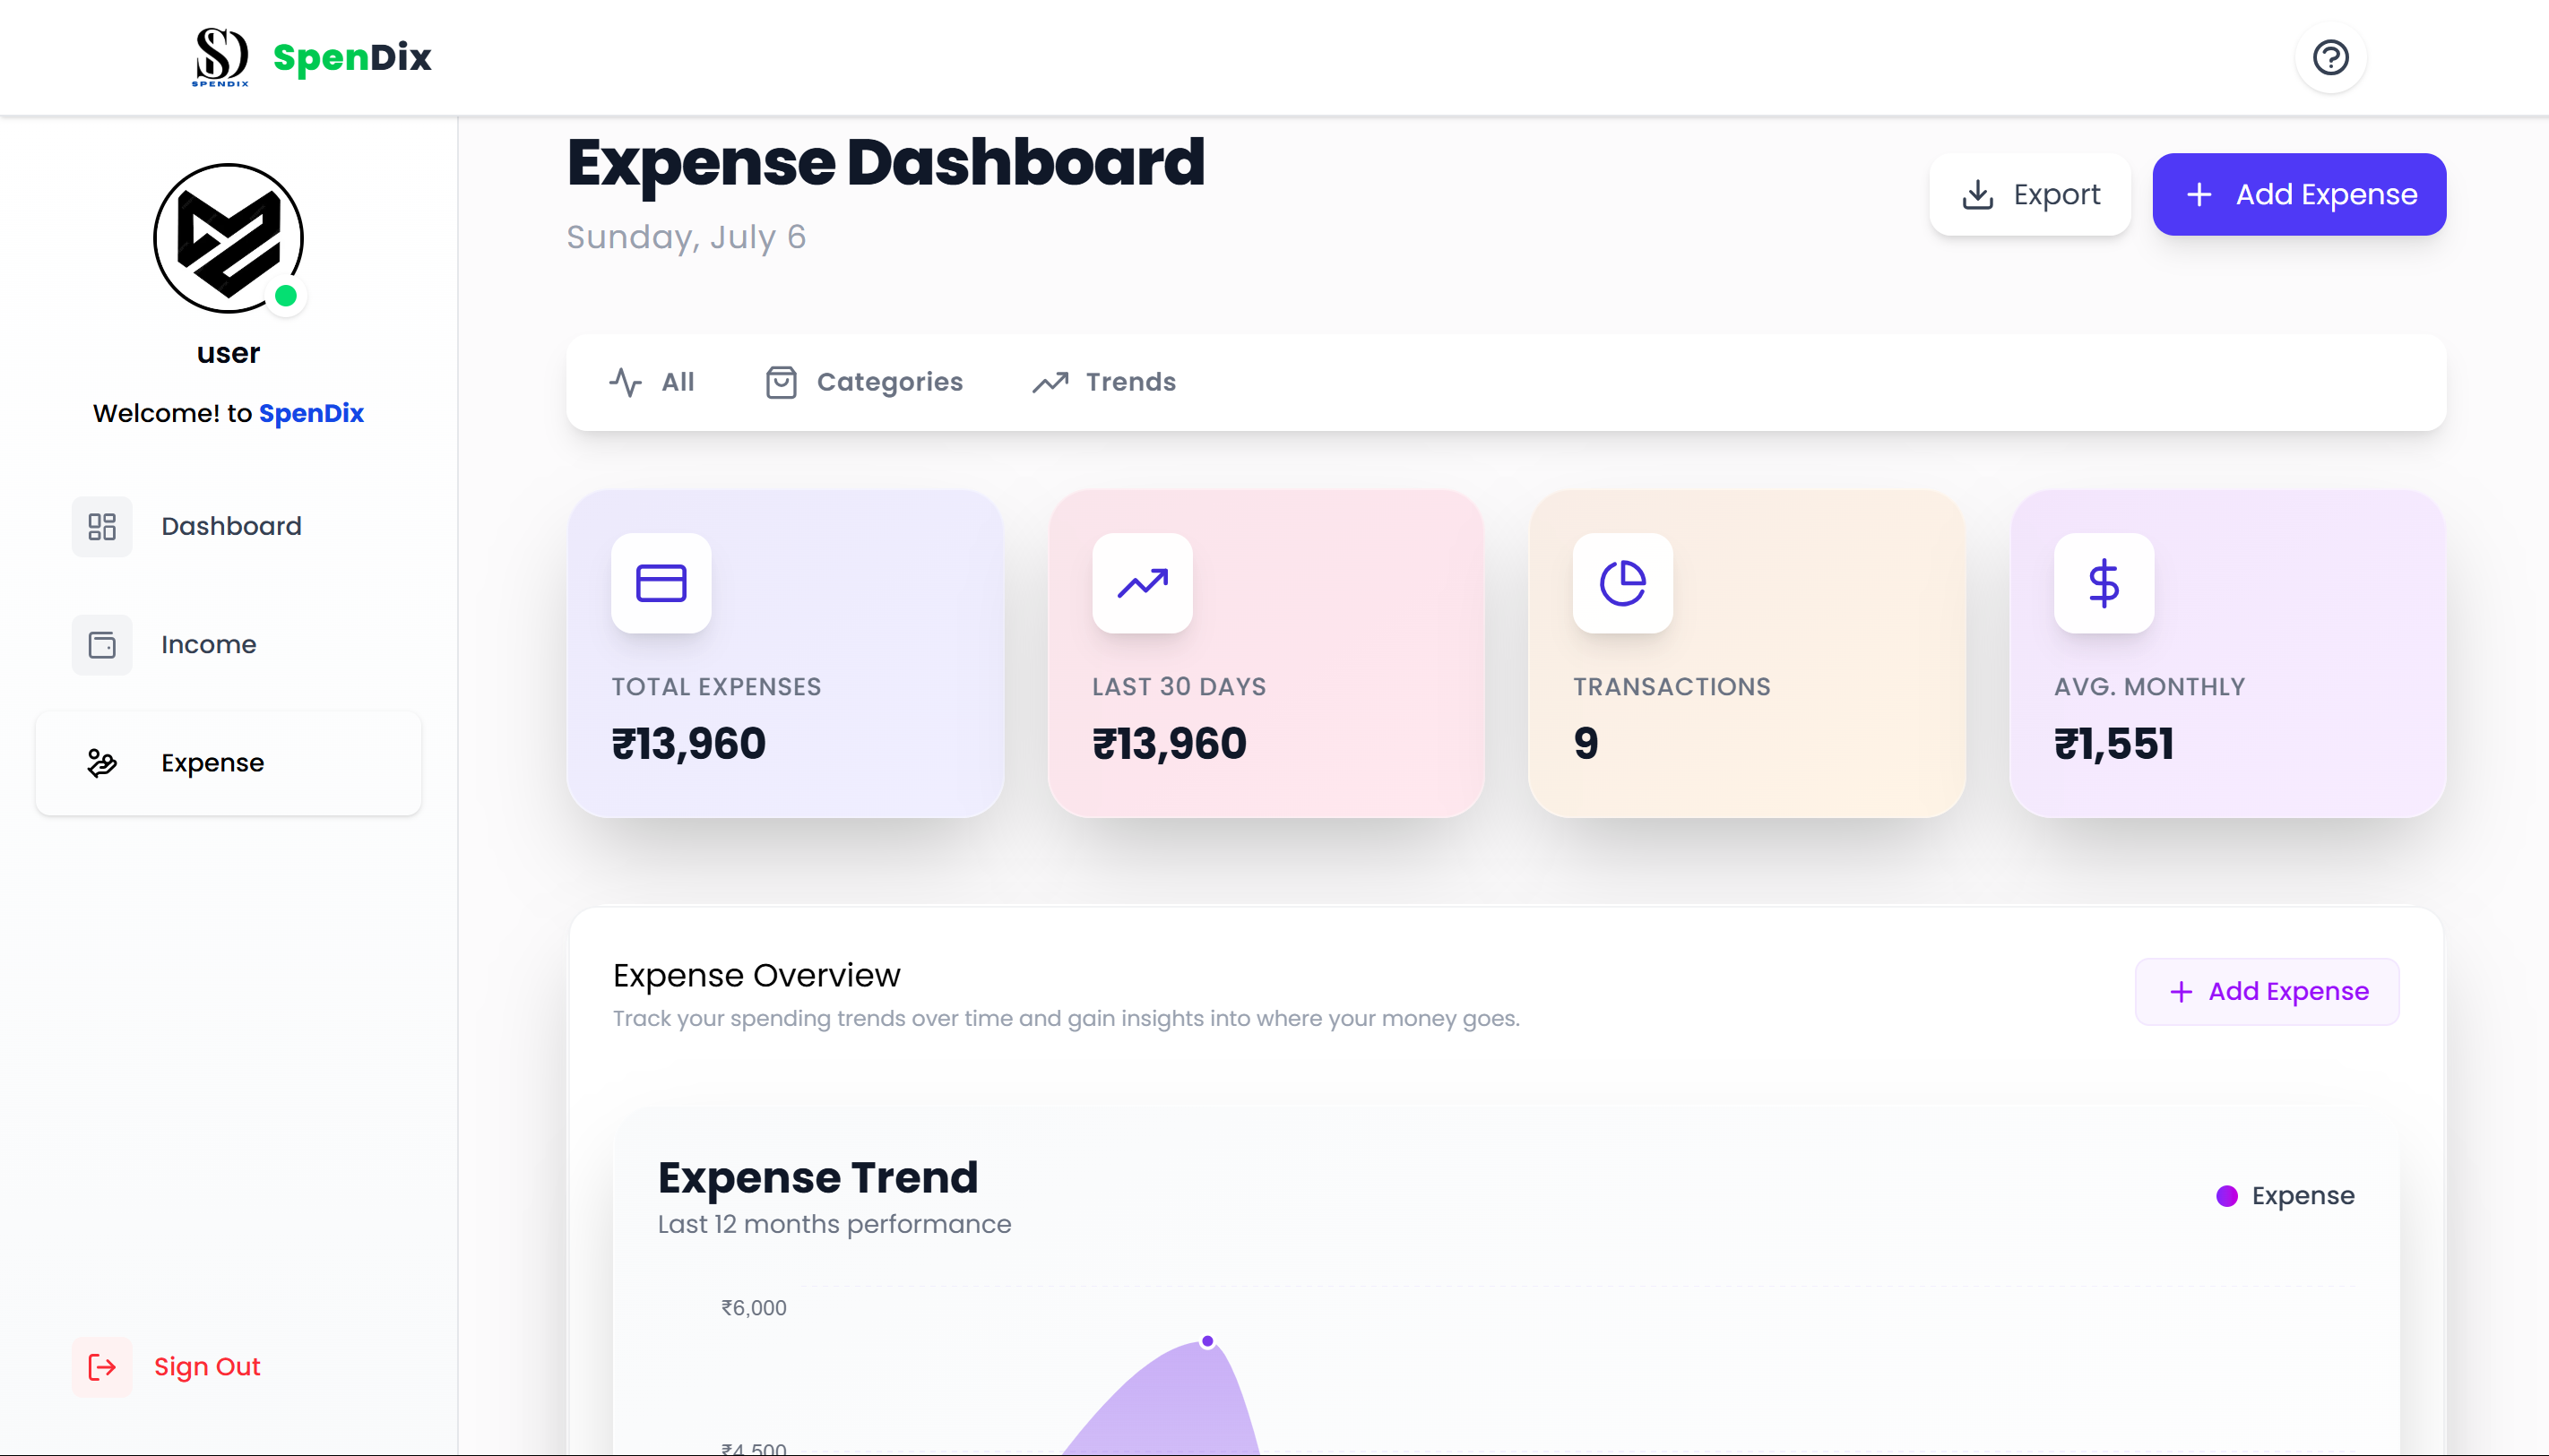 SPENDIX
SpenDix
user
Welcome! to SpenDix
Dashboard
Income
Expense
Sign Out
Expense Dashboard
Sunday, July 6
Export
Add Expense
All
Categories
Trends
TOTAL EXPENSES
₹13,960
LAST 30 DAYS
₹13,960
TRANSACTIONS
9
AVG. MONTHLY
₹1,551
Expense Overview
Track your spending trends over time and gain insights into where your money goes.
Add Expense
Expense Trend
Last 12 months performance
Expense
₹6,000
₹4,500